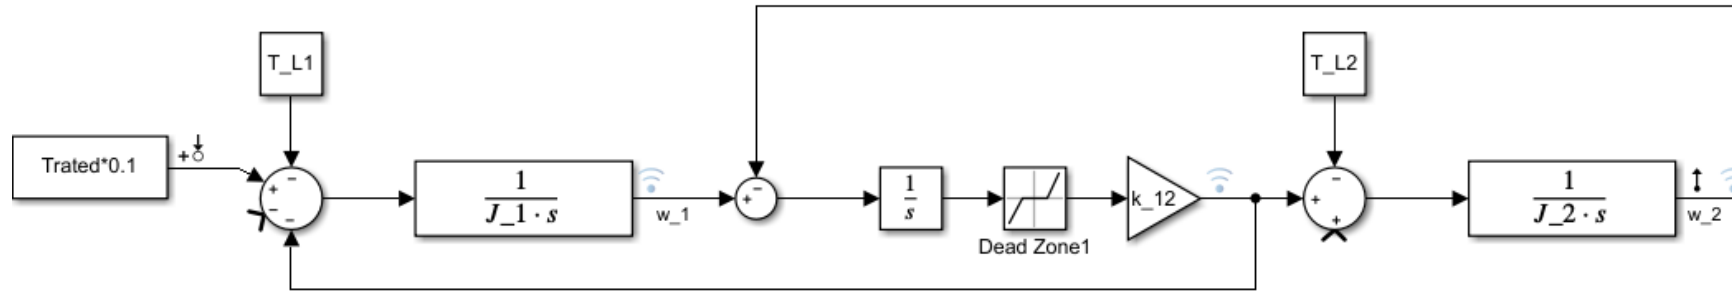 T_L1
T_L2
Trated*0.1
+
+
−
−
−
1
J_1 · s
w_1
−
+
1
s
Dead Zone1
k_12
−
+
+
1
J_2 · s
w_2